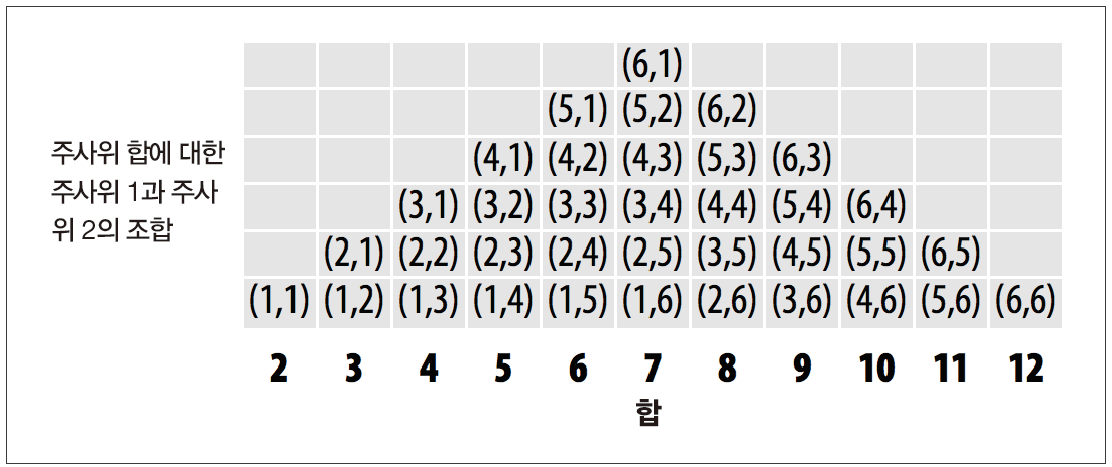 (6,1)
(5,1) (5,2) (6,2)
주사위 합에 대한
(4,1) (4,2) (4,3) (5,3) (6,3)
주사위 1과 주사
(3,1) (3,2) (3,3) (3,4) (4,4) (5,4) (6,4)
위 2의 조합
(2,1) (2,2) (2,3) (2,4) (2,5) (3,5) (4,5) (5,5) (6,5)
(1,1) (1,2) (1,3) (1,4) (1,5) (1,6) (2,6) (3,6) (4,6) (5,6) (6,6)
2 3 4 5 6 7 8 9 10 11 12
합